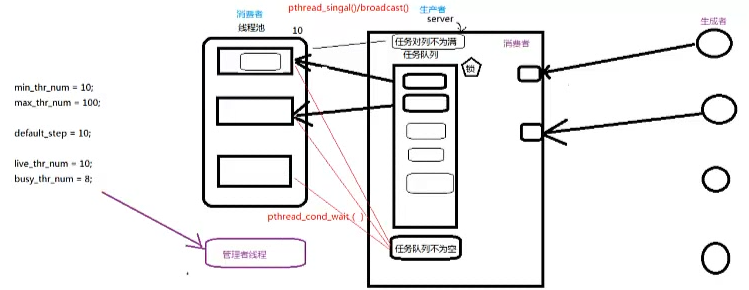 消费者
线程池
pthread_singal()/broadcast()
10
生产者
server
任务对列不为满
任务队列
锁
消费者
生成者
min_thr_num = 10;
max_thr_num = 100;
default_step = 10;
live_thr_num = 10;
busy_thr_num = 8;
pthread_cond_wait ( )
管理者线程
任务队列不为空